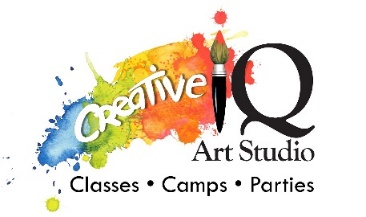 Creative IQ
Art Studio
Classes • Camps • Parties